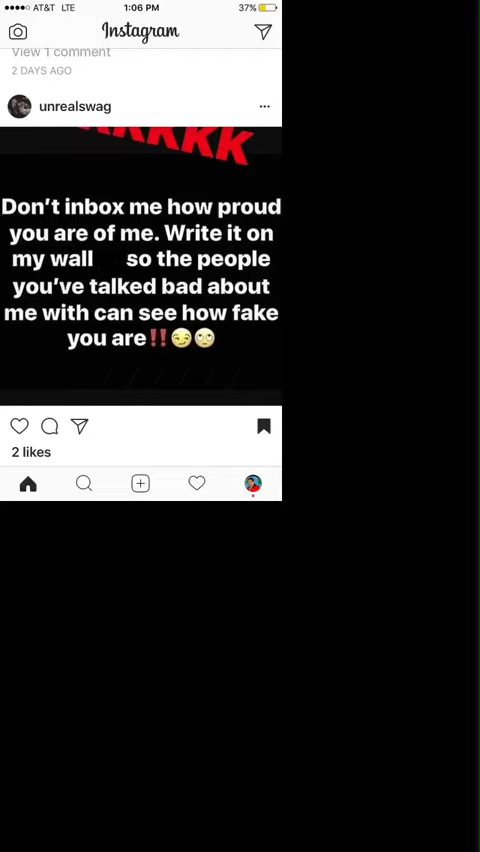 AT&T LTE 1:06 PM 37%
Instagram
View 1 comment
2 DAYS AGO
unrealswag
Don't inbox me how proud
you are of me. Write it on
my wall so the people
you've talked bad about
me with can see how fake
you are‼️😏🙄
2 likes